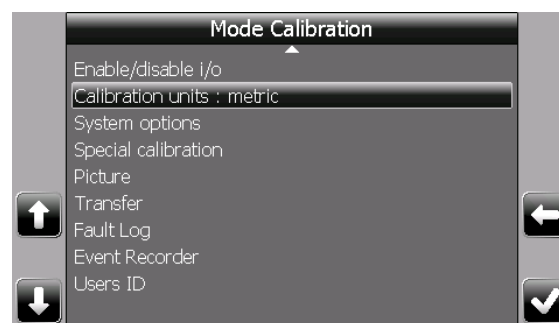 Mode Calibration
Enable/disable i/o
Calibration units : metric
System options
Special calibration
Picture
Transfer
Fault Log
Event Recorder
Users ID